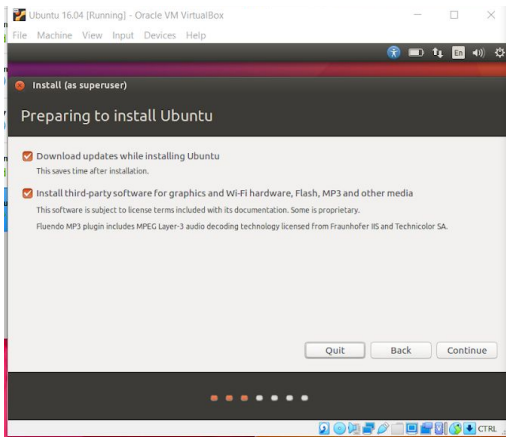 Ubuntu 16.04 [Running] - Oracle VM VirtualBox
File Machine View Input Devices Help
En
Install (as superuser)
Preparing to install Ubuntu
Download updates while installing Ubuntu
This saves time after installation.
Install third-party software for graphics and Wi-Fi hardware, Flash, MP3 and other media
This software is subject to license terms included with its documentation. Some is proprietary.
Fluendo MP3 plugin includes MPEG Layer-3 audio decoding technology licensed from Fraunhofer IIS and Technicolor SA.
Quit Back Continue
CTRL